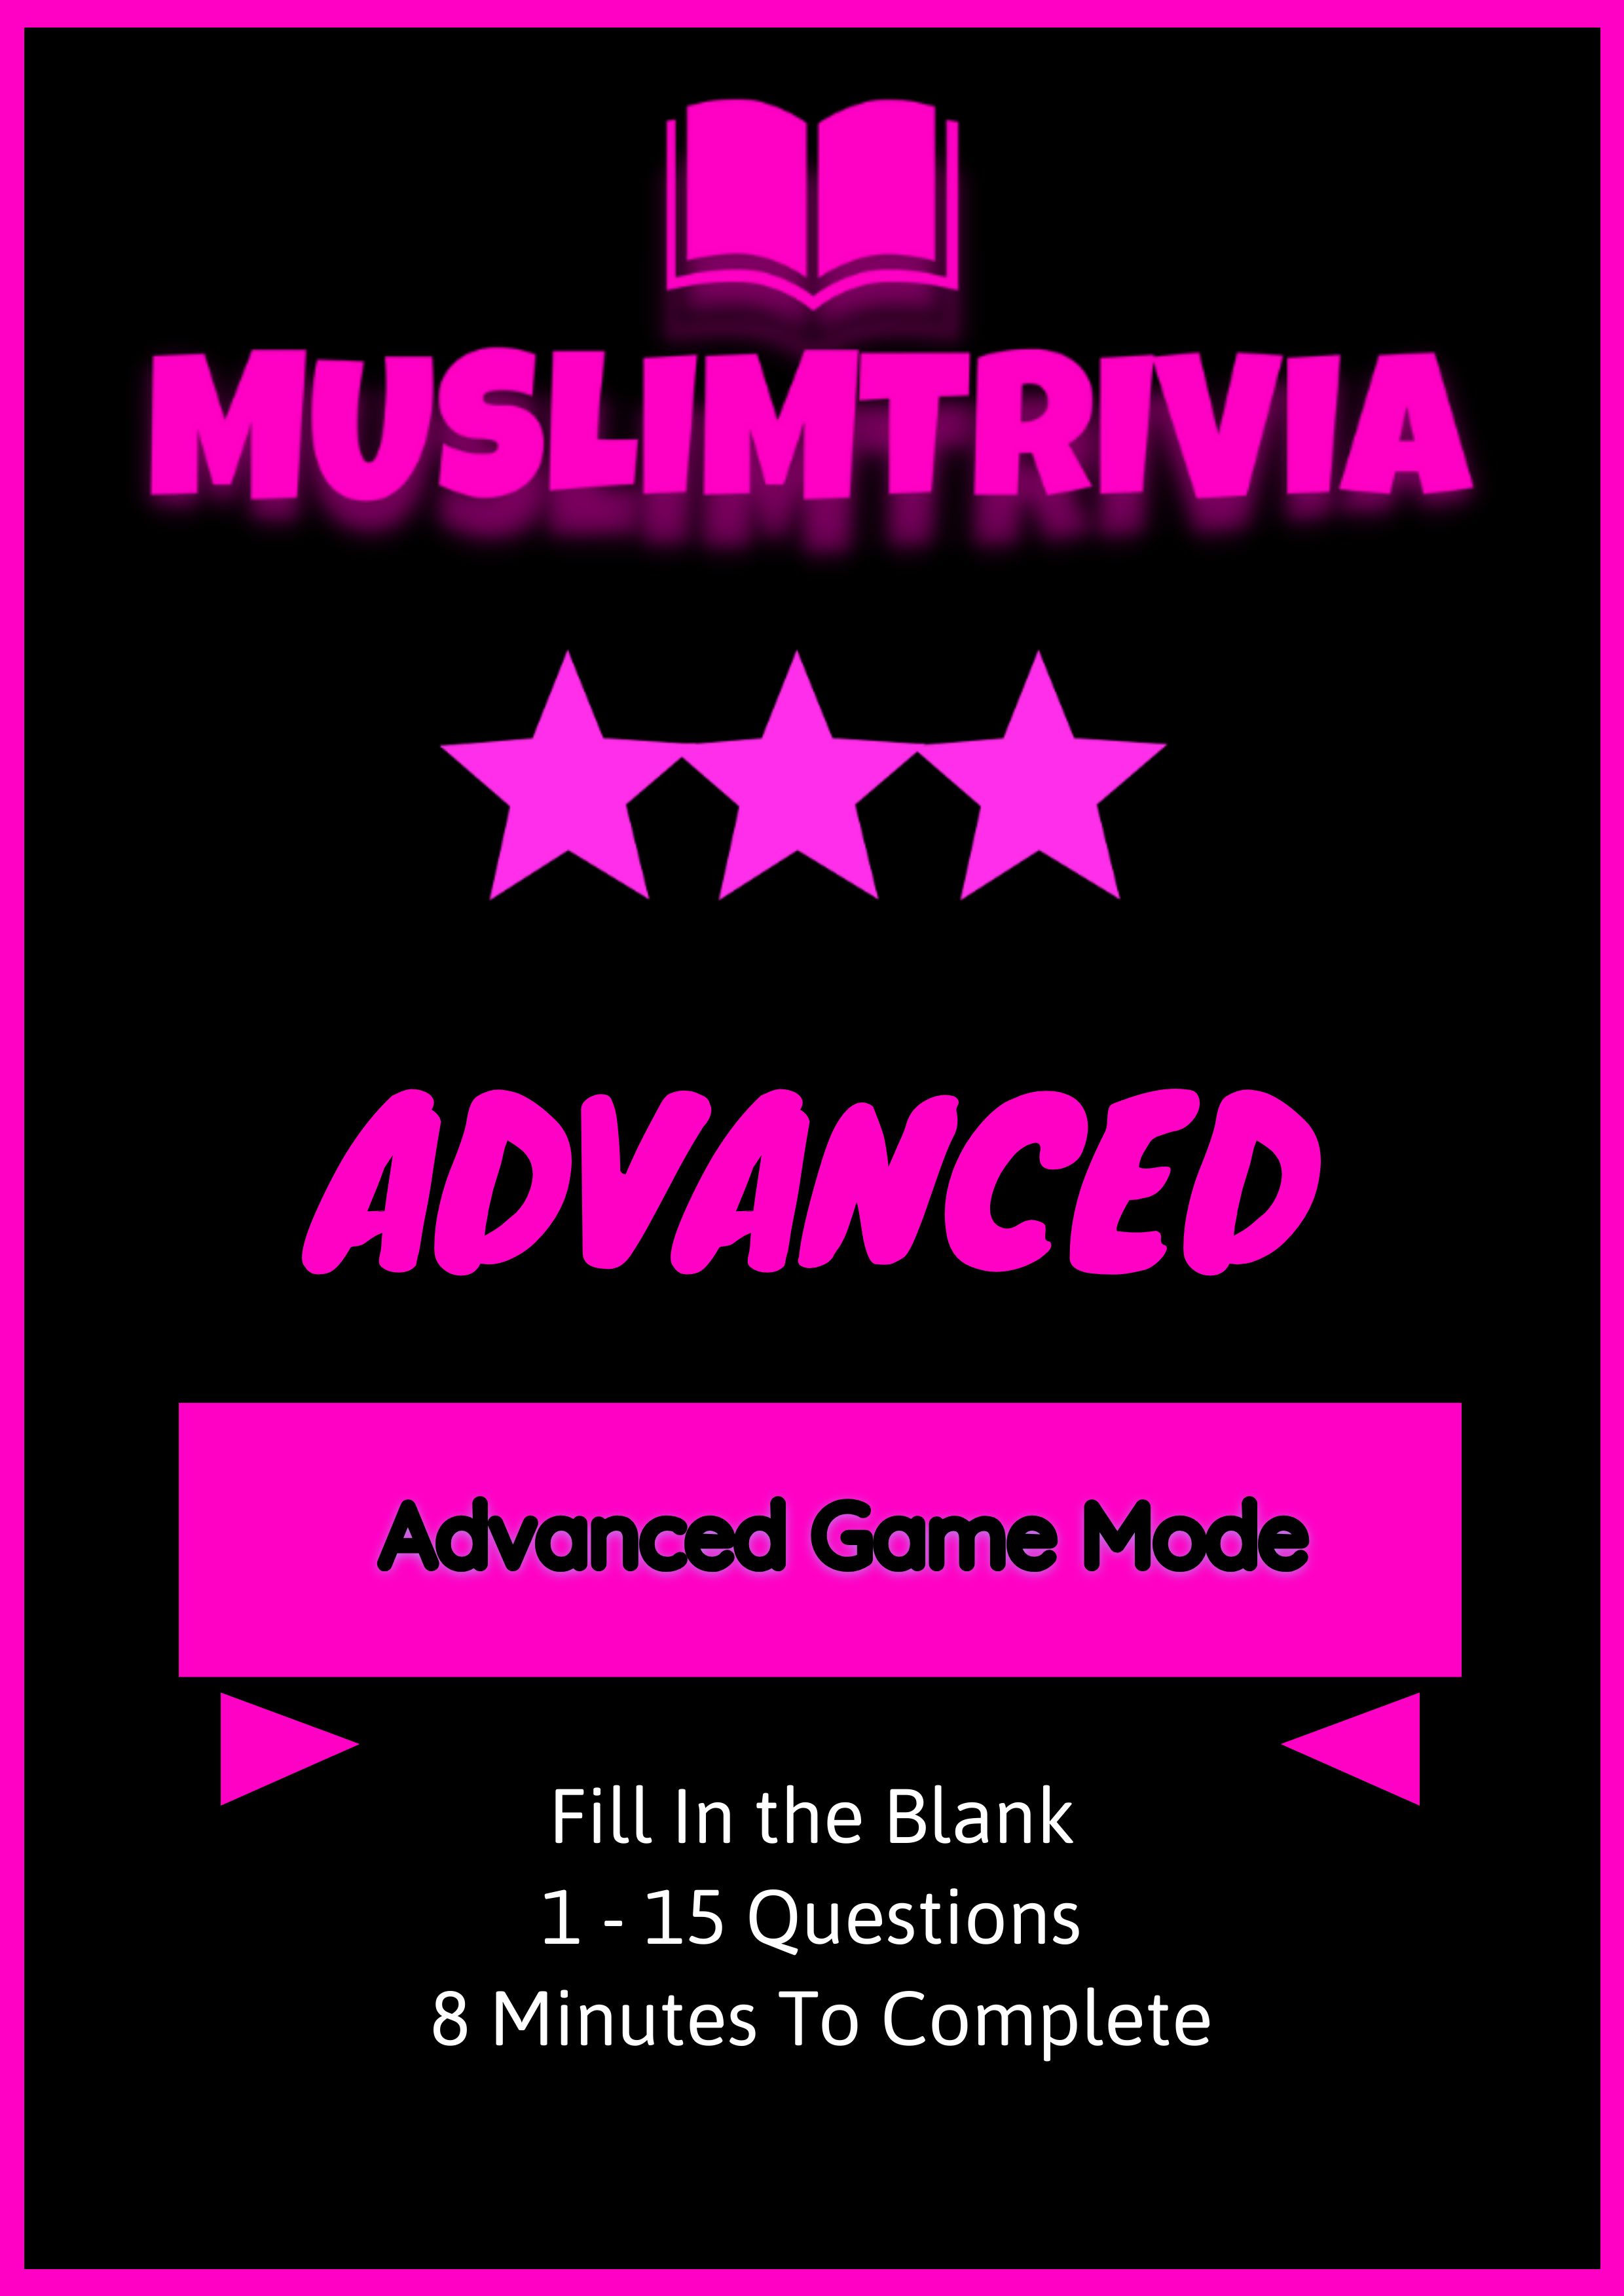 MUSLIMTRIVIA
ADVANCED
Advanced Game Mode
Fill In the Blank
1 - 15 Questions
8 Minutes To Complete